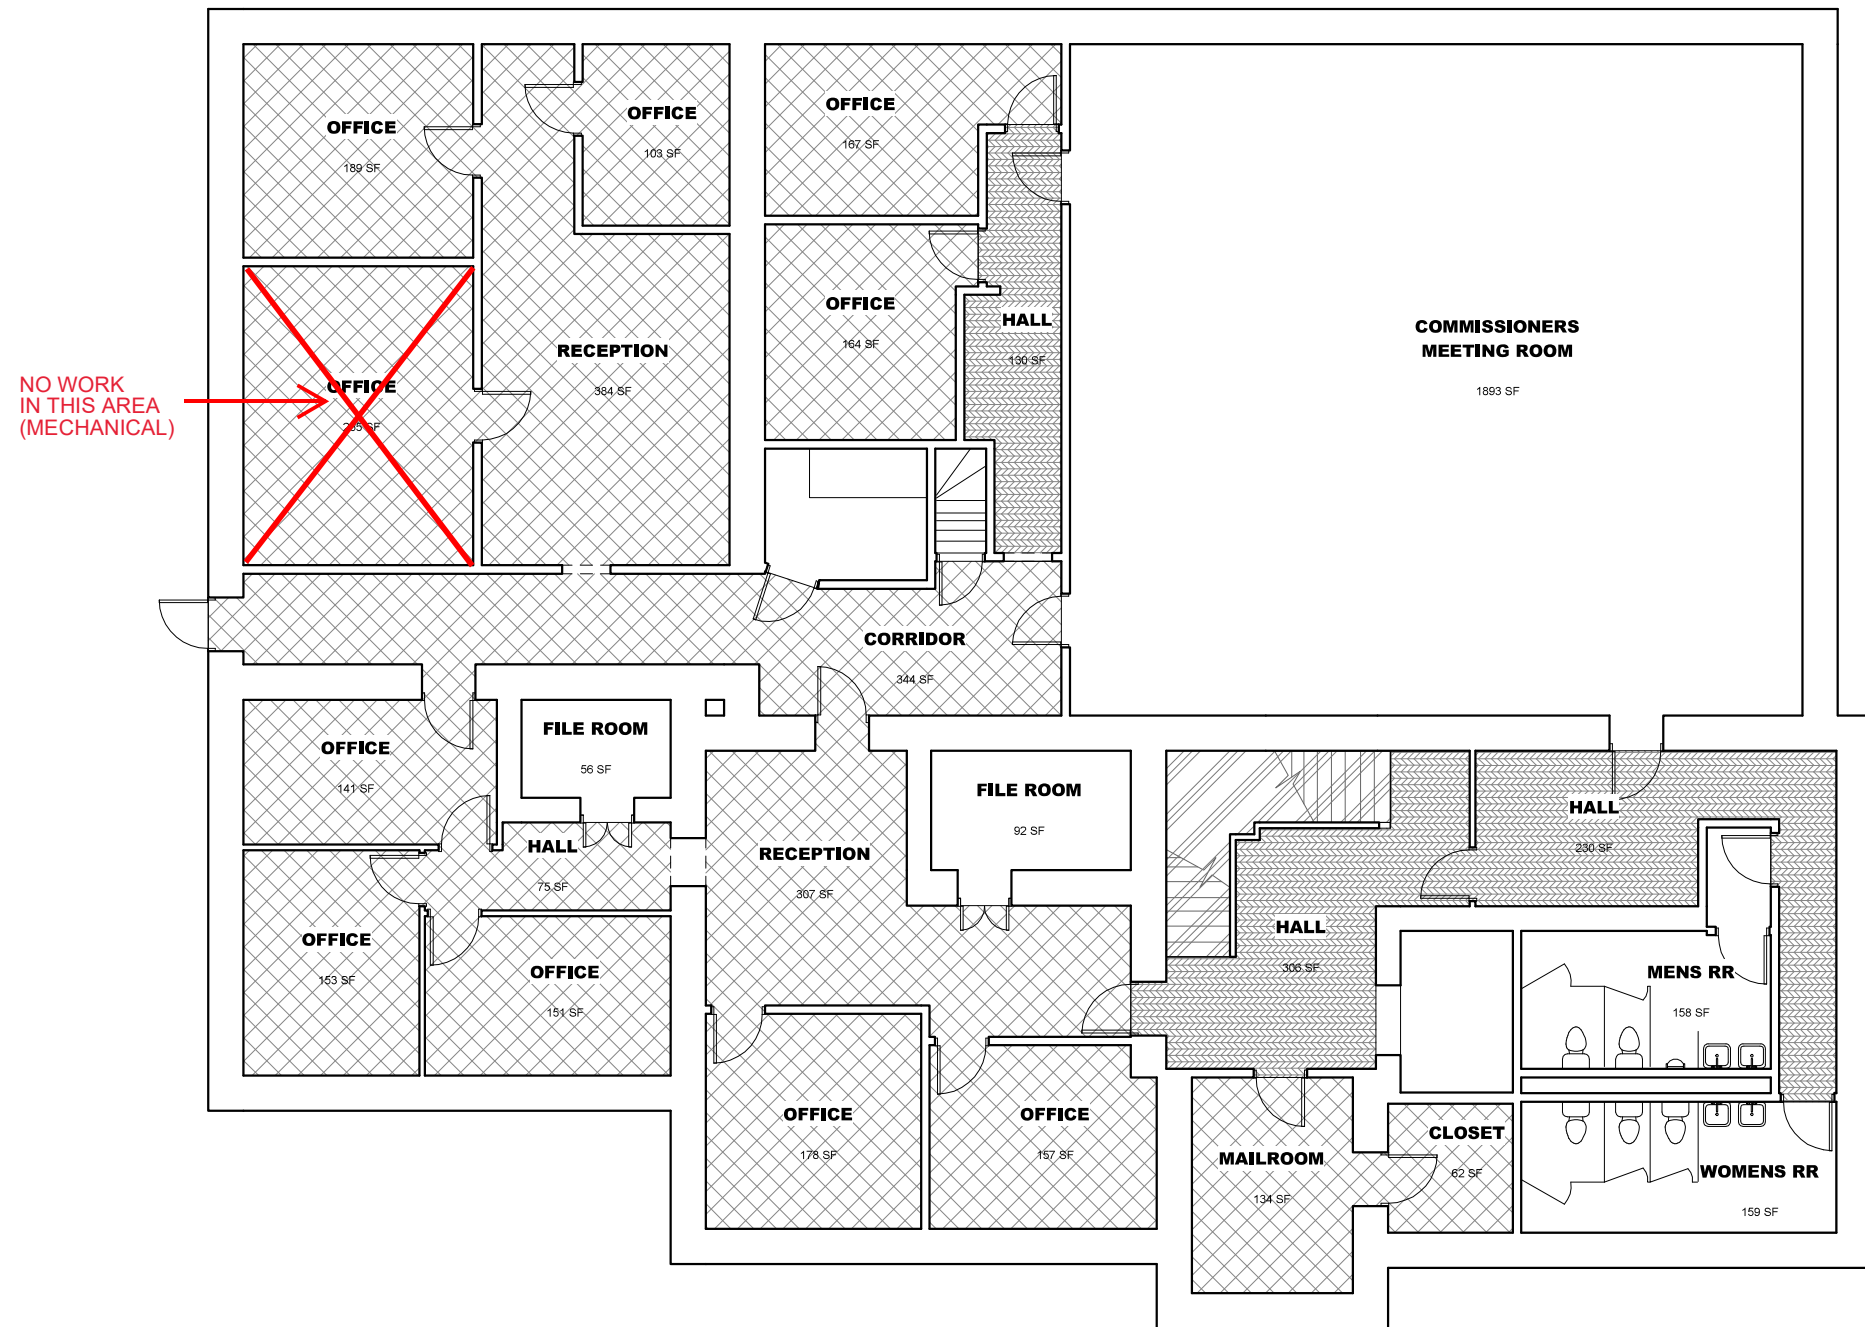 OFFICE
189 SF
OFFICE
103 SF
OFFICE
167 SF
OFFICE
164 SF
HALL
130 SF
COMMISSIONERS
MEETING ROOM
1893 SF
RECEPTION
384 SF
NO WORK
IN THIS AREA
(MECHANICAL)
OFFICE
SF
CORRIDOR
344 SF
OFFICE
141 SF
FILE ROOM
56 SF
FILE ROOM
92 SF
HALL
230 SF
HALL
75 SF
RECEPTION
307 SF
OFFICE
153 SF
OFFICE
151 SF
HALL
306 SF
MENS RR
158 SF
OFFICE
178 SF
OFFICE
157 SF
MAILROOM
134 SF
CLOSET
62 SF
WOMENS RR
159 SF